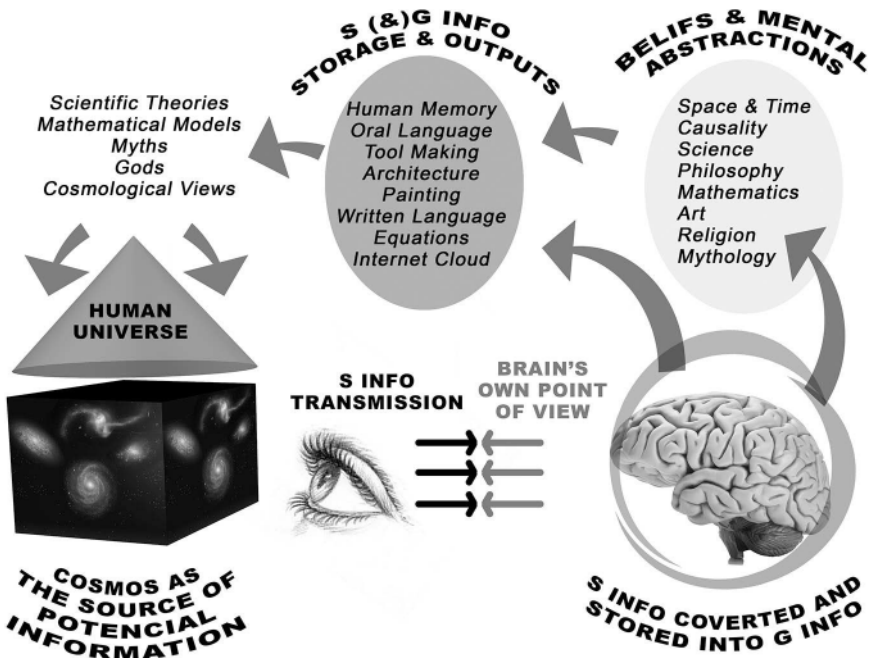 S (&)G INFO
STORAGE & OUTPUTS
BELIFS & MENTAL
ABSTRACTIONS
Scientific Theories
Mathematical Models
Myths
Gods
Cosmological Views
Human Memory
Oral Language
Tool Making
Architecture
Painting
Written Language
Equations
Internet Cloud
Space & Time
Causality
Science
Philosophy
Mathematics
Art
Religion
Mythology
HUMAN
UNIVERSE
S INFO
TRANSMISSION
BRAIN'S
OWN POINT
OF VIEW
COSMOS AS
THE SOURCE OF
POTENCIAL
INFORMATION
S INFO COVERTED AND
STORED INTO G INFO